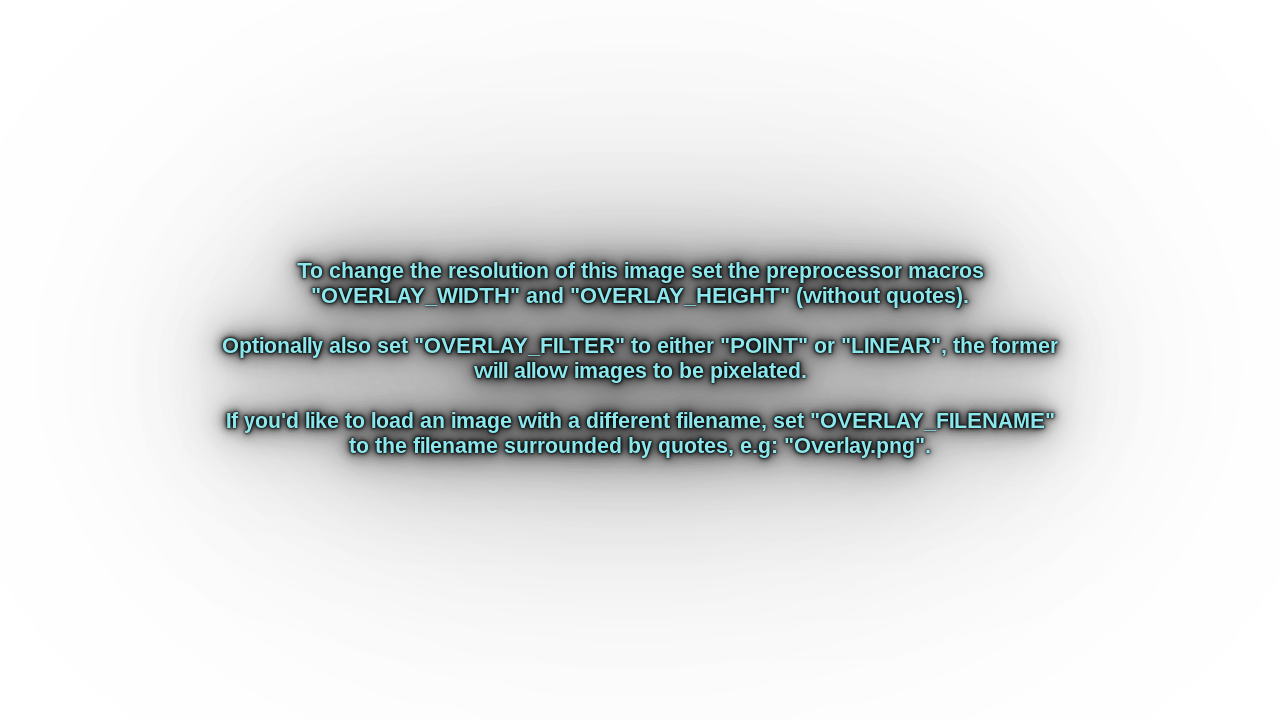 To change the resolution of this image set the preprocessor macros
"OVERLAY_WIDTH" and "OVERLAY_HEIGHT" (without quotes).
Optionally also set "OVERLAY_FILTER" to either "POINT" or "LINEAR", the former
will allow images to be pixelated.
If you'd like to load an image with a different filename, set "OVERLAY_FILENAME"
to the filename surrounded by quotes, e.g: "Overlay.png".